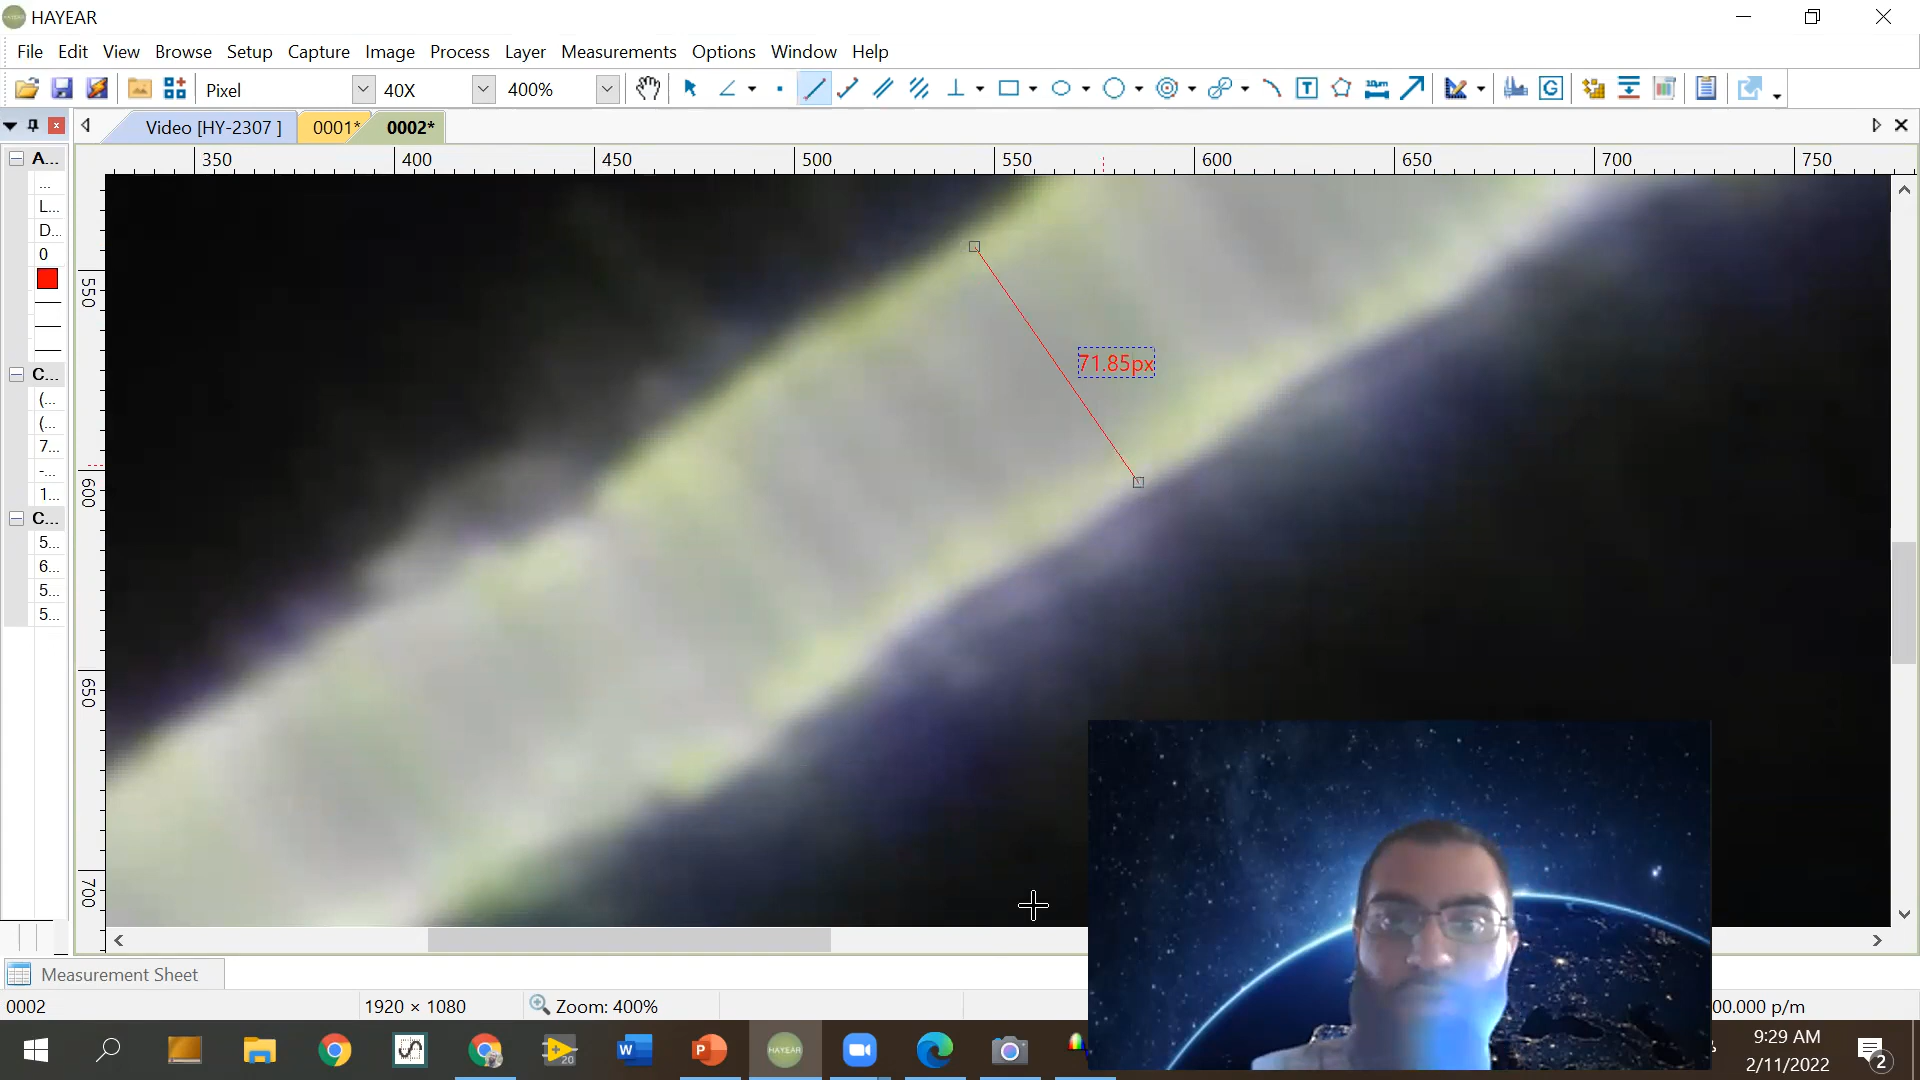 HAYEAR
File Edit View Browse Setup Capture Image Process Layer Measurements Options Window Help
Pixel 40X 400%
Video [HY-2307 ] 0001* 0002*
350 400 450 500 550 600 650 700 750
A...
...
L...
D...
0
C...
(...
(...
7...
-...
1...
C...
5...
6...
5...
5...
550
600
650
700
71.85px
Measurement Sheet
0002 1920 × 1080 Zoom: 400% 00.000 p/m
9:29 AM
2/11/2022
2